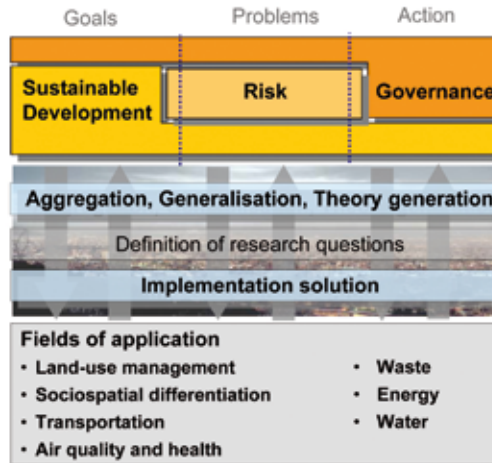 Goals Problems Action
Sustainable
Development
Risk
Governance
Aggregation, Generalisation, Theory generation
Definition of research questions
Implementation solution
Fields of application
• Land-use management
• Sociospatial differentiation
• Transportation
• Air quality and health
• Waste
• Energy
• Water